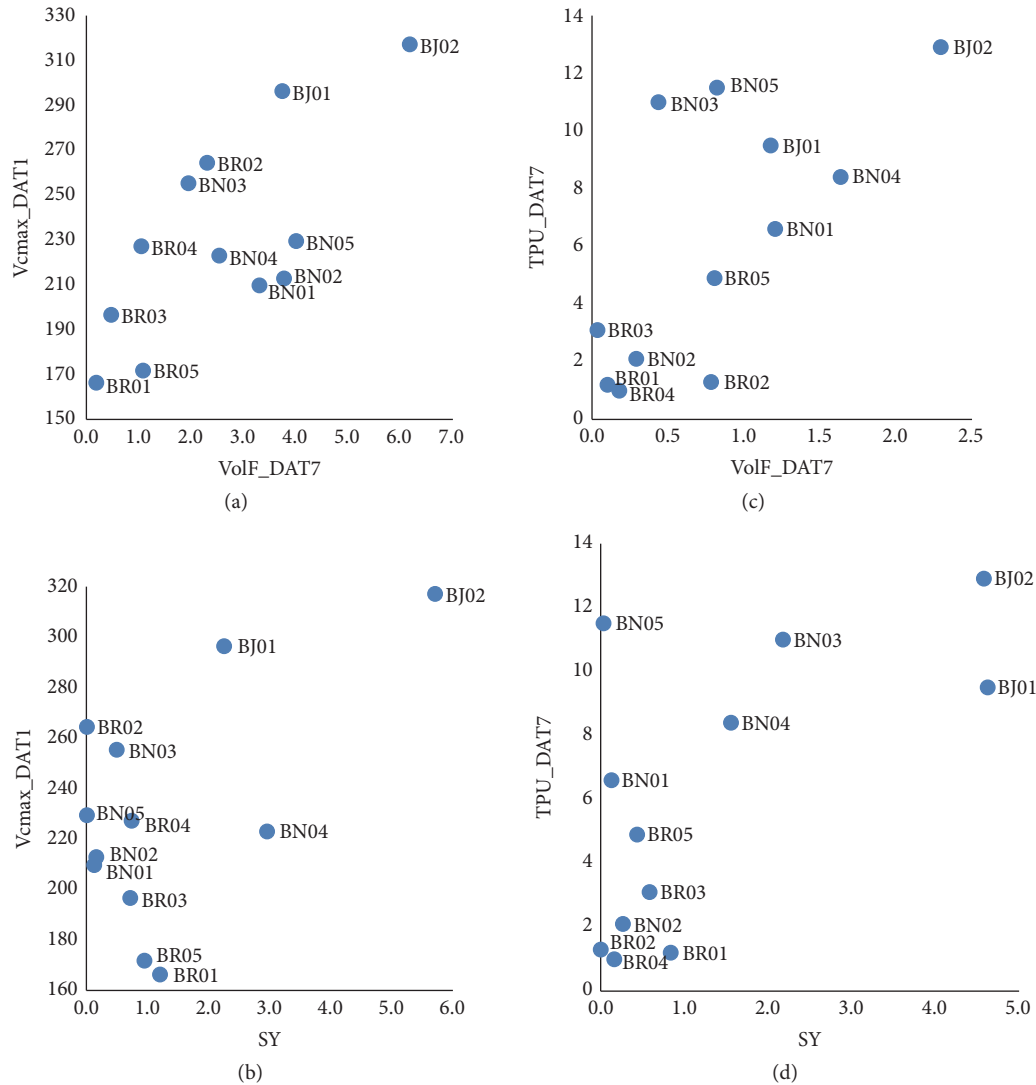 330
310
290
270
250
230
210
190
170
150
Vcmax_DAT1
BJ02
BJ01
BR02
BN03
BR04
BN05
BN04
BN02
BN01
BR03
BR05
BR01
0.0 1.0 2.0 3.0 4.0 5.0 6.0 7.0
VolF_DAT7
(a)
14
12
10
8
6
4
2
0
TPU_DAT7
BJ02
BN05
BN03
BJ01
BN04
BN01
BR05
BR03
BN02
BR01
BR02
BR04
0.0 0.5 1.0 1.5 2.0 2.5
VolF_DAT7
(c)
320
300
280
260
240
220
200
180
160
Vcmax_DAT1
BJ02
BJ01
BR02
BN03
BN05
BR04
BN04
BN02
BN01
BR03
BR05
BR01
0.0 1.0 2.0 3.0 4.0 5.0 6.0
SY
(b)
14
12
10
8
6
4
2
0
TPU_DAT7
BJ02
BN05
BN03
BJ01
BN04
BN01
BR05
BR03
BN02
BR02
BR01
BR04
0.0 1.0 2.0 3.0 4.0 5.0
SY
(d)